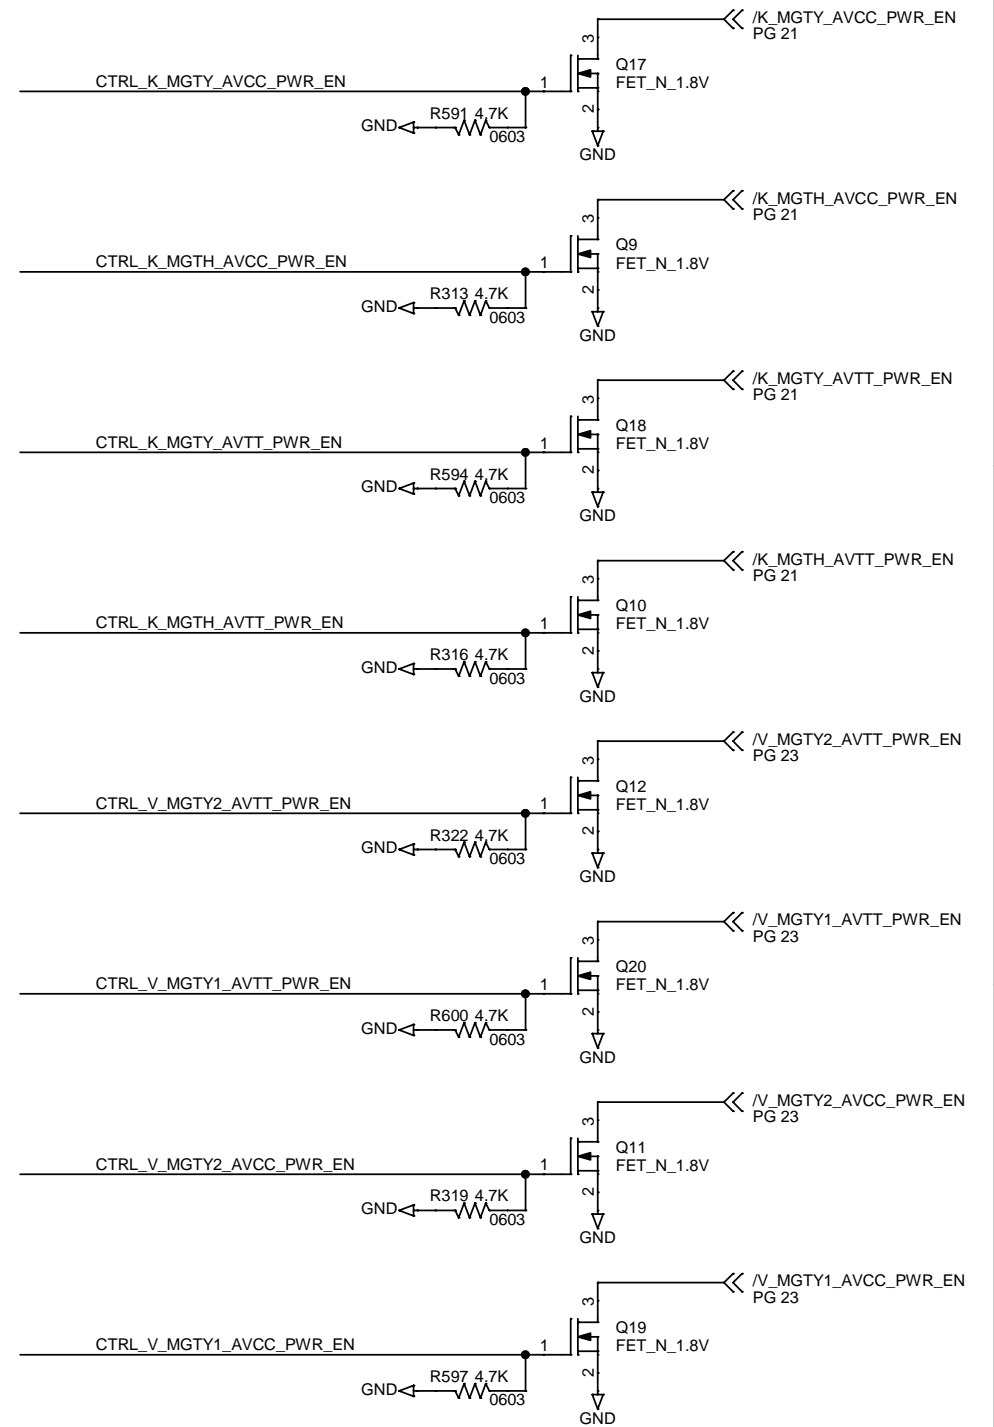 /K_MGTY_AVCC_PWR_EN
PG 21
3
Q17
FET_N_1.8V
CTRL_K_MGTY_AVCC_PWR_EN
1
2
R591 4.7K
GND
0603
GND
/K_MGTH_AVCC_PWR_EN
PG 21
3
Q9
FET_N_1.8V
CTRL_K_MGTH_AVCC_PWR_EN
1
2
R313 4.7K
GND
0603
GND
/K_MGTY_AVTT_PWR_EN
PG 21
3
Q18
FET_N_1.8V
CTRL_K_MGTY_AVTT_PWR_EN
1
2
R594 4.7K
GND
0603
GND
/K_MGTH_AVTT_PWR_EN
PG 21
3
Q10
FET_N_1.8V
CTRL_K_MGTH_AVTT_PWR_EN
1
2
R316 4.7K
GND
0603
GND
/V_MGTY2_AVTT_PWR_EN
PG 23
3
Q12
FET_N_1.8V
CTRL_V_MGTY2_AVTT_PWR_EN
1
2
R322 4.7K
GND
0603
GND
/V_MGTY1_AVTT_PWR_EN
PG 23
3
Q20
FET_N_1.8V
CTRL_V_MGTY1_AVTT_PWR_EN
1
2
R600 4.7K
GND
0603
GND
/V_MGTY2_AVCC_PWR_EN
PG 23
3
Q11
FET_N_1.8V
CTRL_V_MGTY2_AVCC_PWR_EN
1
2
R319 4.7K
GND
0603
GND
/V_MGTY1_AVCC_PWR_EN
PG 23
3
Q19
FET_N_1.8V
CTRL_V_MGTY1_AVCC_PWR_EN
1
2
R597 4.7K
GND
0603
GND